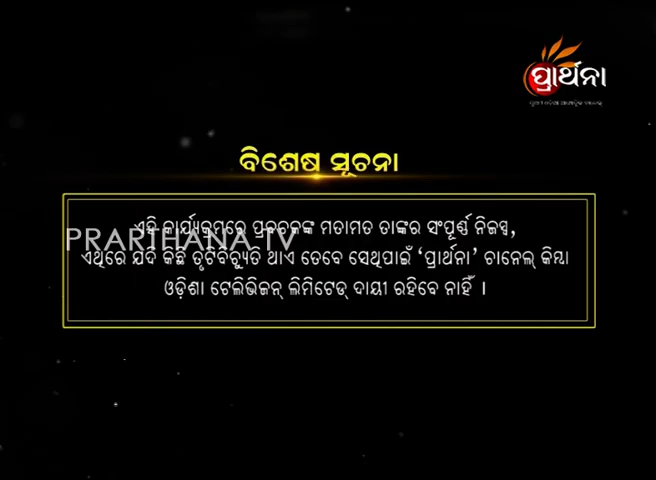 ପ୍ରାର୍ଥନା
ବିଶେଷ ସୂଚନା
ଏହି କାର୍ଯ୍ୟକ୍ରମରେ ପ୍ରବଚକଙ୍କ ମତାମତ ତାଙ୍କର ସଂପୂର୍ଣ୍ଣ ନିଜସ୍ୱ,
PRARTHANA TV
ଏଥିରେ ଯଦି କିଛି ତୃଟିବିଚ୍ୟୁତି ଥାଏ ତେବେ ସେଥିପାଇଁ ‘ପ୍ରାର୍ଥନା’ ଚାନେଲ୍ କିମ୍ବା
ଓଡ଼ିଶା ଟେଲିଭିଜନ୍ ଲିମିଟେଡ୍ ଦାୟୀ ରହିବେ ନାହିଁ ।